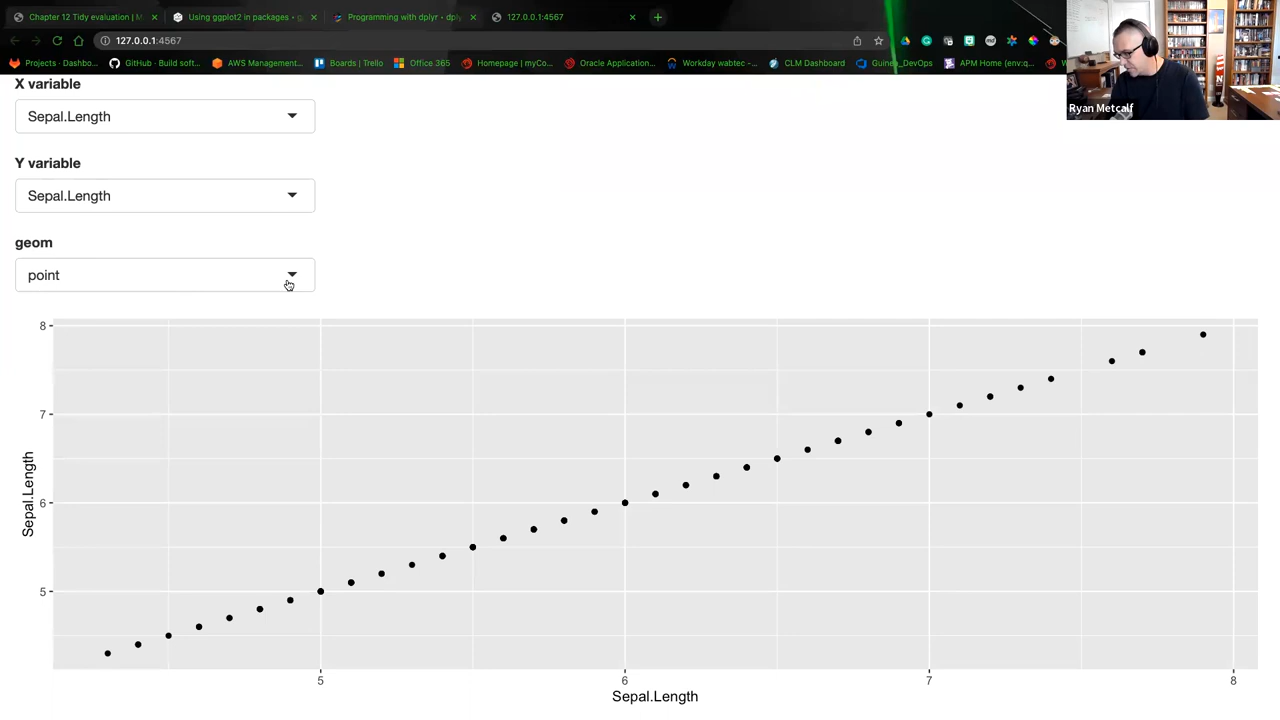 Chapter 12 Tidy evaluation | M
Using ggplot2 in packages • g
Programming with dplyr • dply
127.0.0.1:4567
127.0.0.1:4567
Projects · Dashbo...
GitHub · Build soft...
AWS Management...
Boards | Trello
Office 365
Homepage | myCo...
Oracle Application...
Workday wabtec -...
CLM Dashboard
Guinea_DevOps
APM Home (env:q...
Ryan Metcalf
X variable
Sepal.Length
Y variable
Sepal.Length
geom
point
8
7
6
5
Sepal.Length
5
6
7
8
Sepal.Length